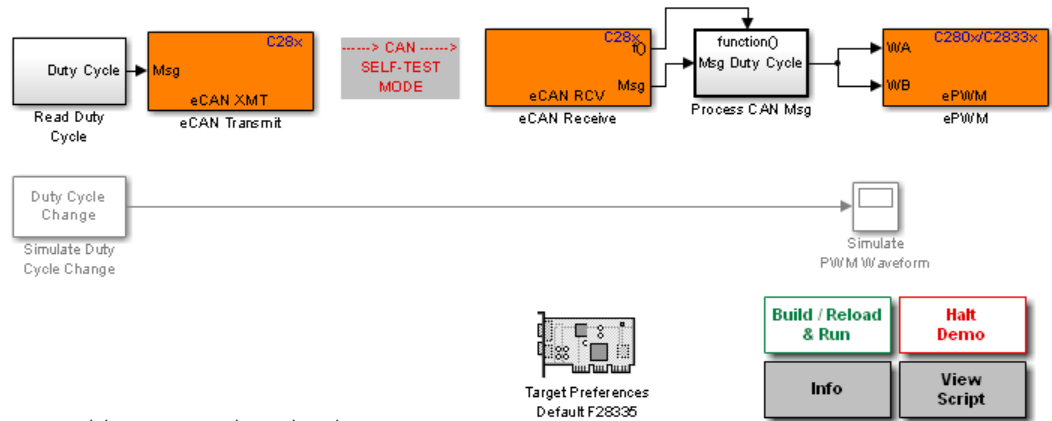 Duty Cycle
Read Duty
Cycle
C28x
Msg
eCAN XMT
eCAN Transmit
-----> CAN ----->
SELF-TEST
MODE
C28x
f()
Msg
eCAN RCV
eCAN Receive
function()
Msg Duty Cycle
Process CAN Msg
C280x/C2833x
WA
WB
ePWM
ePWM
Duty Cycle
Change
Simulate Duty
Cycle Change
Simulate
PWM Waveform
Target Preferences
Default F28335
Build / Reload
& Run
Halt
Demo
Info
View
Script